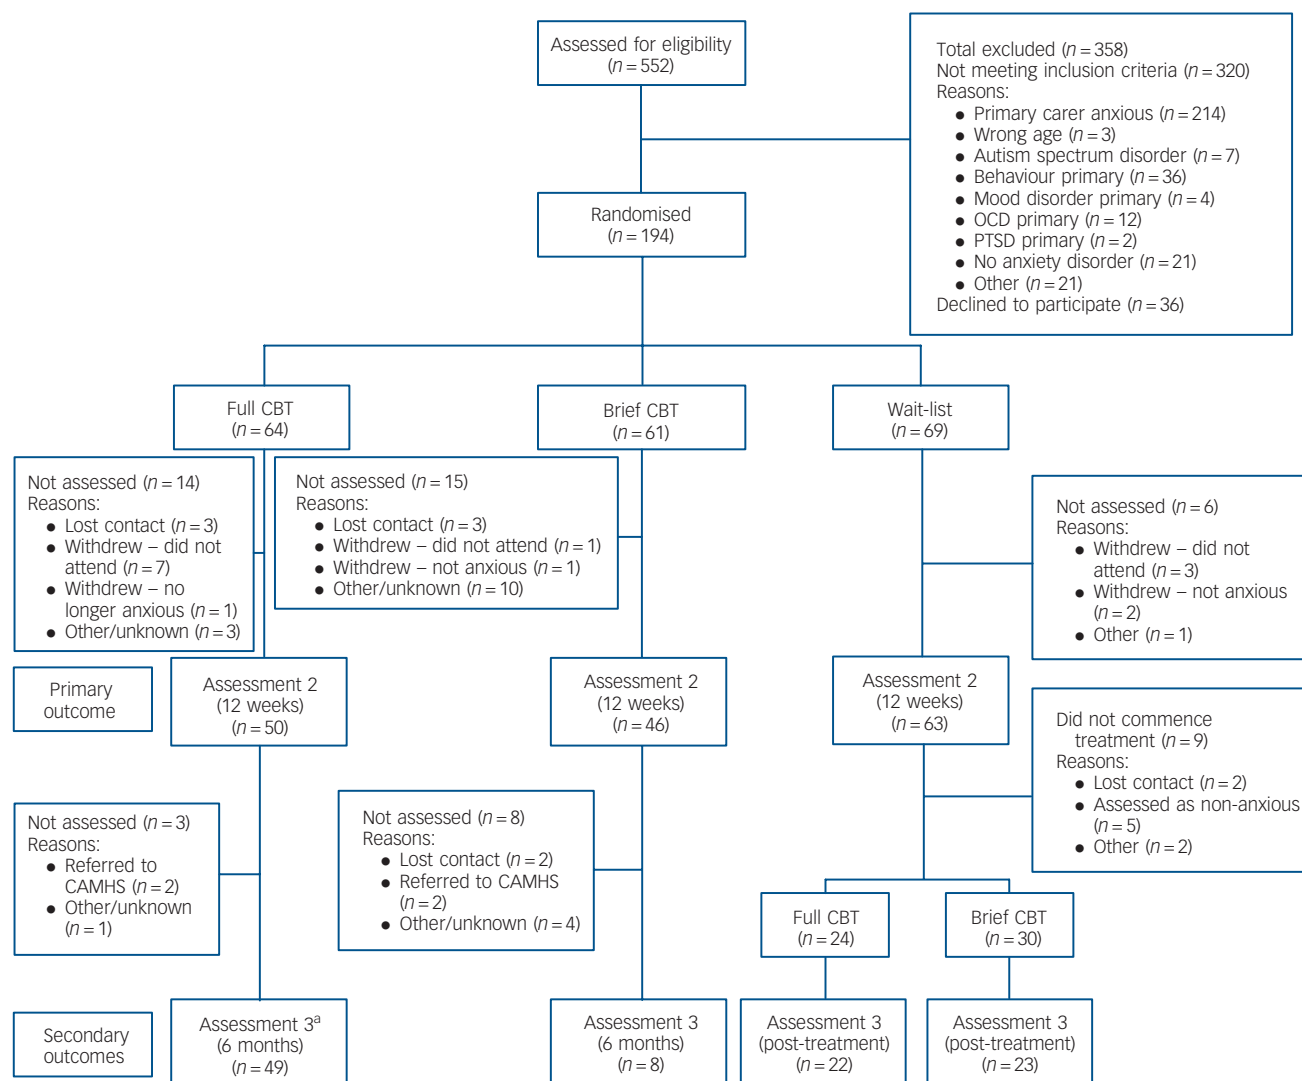 Assessed for eligibility
(n = 552)
Total excluded (n = 358)
Not meeting inclusion criteria (n = 320)
Reasons:
● Primary carer anxious (n = 214)
● Wrong age (n = 3)
● Autism spectrum disorder (n = 7)
● Behaviour primary (n = 36)
● Mood disorder primary (n = 4)
● OCD primary (n = 12)
● PTSD primary (n = 2)
● No anxiety disorder (n = 21)
● Other (n = 21)
Declined to participate (n = 36)
Randomised
(n = 194)
Full CBT
(n = 64)
Brief CBT
(n = 61)
Wait-list
(n = 69)
Not assessed (n = 14)
Reasons:
● Lost contact (n = 3)
● Withdrew – did not
attend (n = 7)
● Withdrew – no
longer anxious (n = 1)
● Other/unknown (n = 3)
Not assessed (n = 15)
Reasons:
● Lost contact (n = 3)
● Withdrew – did not attend (n = 1)
● Withdrew – not anxious (n = 1)
● Other/unknown (n = 10)
Not assessed (n = 6)
Reasons:
● Withdrew – did not
attend (n = 3)
● Withdrew – not anxious
(n = 2)
● Other (n = 1)
Primary
outcome
Assessment 2
(12 weeks)
(n = 50)
Assessment 2
(12 weeks)
(n = 46)
Assessment 2
(12 weeks)
(n = 63)
Did not commence
treatment (n = 9)
Reasons:
● Lost contact (n = 2)
● Assessed as non-anxious
(n = 5)
● Other (n = 2)
Not assessed (n = 3)
Reasons:
● Referred to
CAMHS (n = 2)
● Other/unknown
(n = 1)
Not assessed (n = 8)
Reasons:
● Lost contact (n = 2)
● Referred to CAMHS
(n = 2)
● Other/unknown (n = 4)
Full CBT
(n = 24)
Brief CBT
(n = 30)
Secondary
outcomes
Assessment 3ª
(6 months)
(n = 49)
Assessment 3
(6 months)
(n = 8)
Assessment 3
(post-treatment)
(n = 22)
Assessment 3
(post-treatment)
(n = 23)